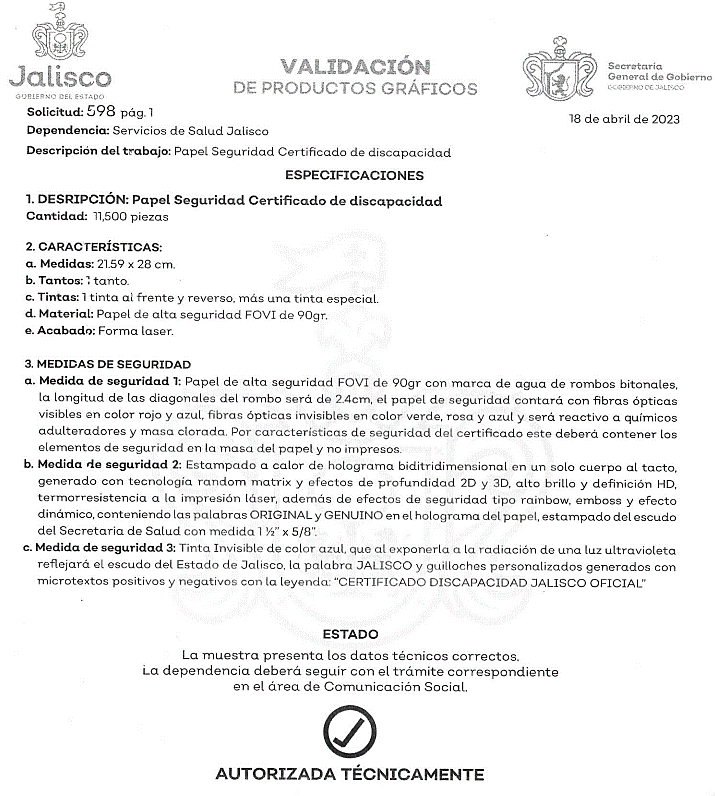 Jalisco
GOBIERNO DEL ESTADO
VALIDACIÓN
DE PRODUCTOS GRÁFICOS
Secretaria
General de Gobierno
GOBIERNO DE JALISCO
Solicitud: 598 pág. 1
18 de abril de 2023
Dependencia: Servicios de Salud Jalisco
Descripción del trabajo: Papel Seguridad Certificado de discapacidad
ESPECIFICACIONES
1. DESRIPCIÓN: Papel Seguridad Certificado de discapacidad
Cantidad: 11,500 piezas
2. CARACTERÍSTICAS:
a. Medidas: 21.59 x 28 cm.
b. Tantos: 1 tanto.
c. Tintas: 1 tinta al frente y reverso, más una tinta especial.
d. Material: Papel de alta seguridad FOVI de 90gr.
e. Acabado: Forma laser.
3. MEDIDAS DE SEGURIDAD
a. Medida de seguridad 1: Papel de alta seguridad FOVI de 90gr con marca de agua de rombos bitonales,
la longitud de las diagonales del rombo será de 2.4cm, el papel de seguridad contará con fibras ópticas
visibles en color rojo y azul, fibras ópticas invisibles en color verde, rosa y azul y será reactivo a químicos
adulteradores y masa clorada. Por características de seguridad del certificado este deberá contener los
elementos de seguridad en la masa del papel y no impresos.
b. Medida de seguridad 2: Estampado a calor de holograma biditridimensional en un solo cuerpo al tacto,
generado con tecnología random matrix y efectos de profundidad 2D y 3D, alto brillo y definición HD,
termorresistencia a la impresión láser, además de efectos de seguridad tipo rainbow, emboss y efecto
dinámico, conteniendo las palabras ORIGINAL y GENUINO en el holograma del papel, estampado del escudo
del Secretaria de Salud con medida 1 ½" x 5/8".
c. Medida de seguridad 3: Tinta Invisible de color azul, que al exponerla a la radiación de una luz ultravioleta
reflejará el escudo del Estado de Jalisco, la palabra JALISCO y guilloches personalizados generados con
microtextos positivos y negativos con la leyenda: "CERTIFICADO DISCAPACIDAD JALISCO OFICIAL"
ESTADO
La muestra presenta los datos técnicos correctos.
La dependencia deberá seguir con el trámite correspondiente
en el área de Comunicación Social.
AUTORIZADA TÉCNICAMENTE